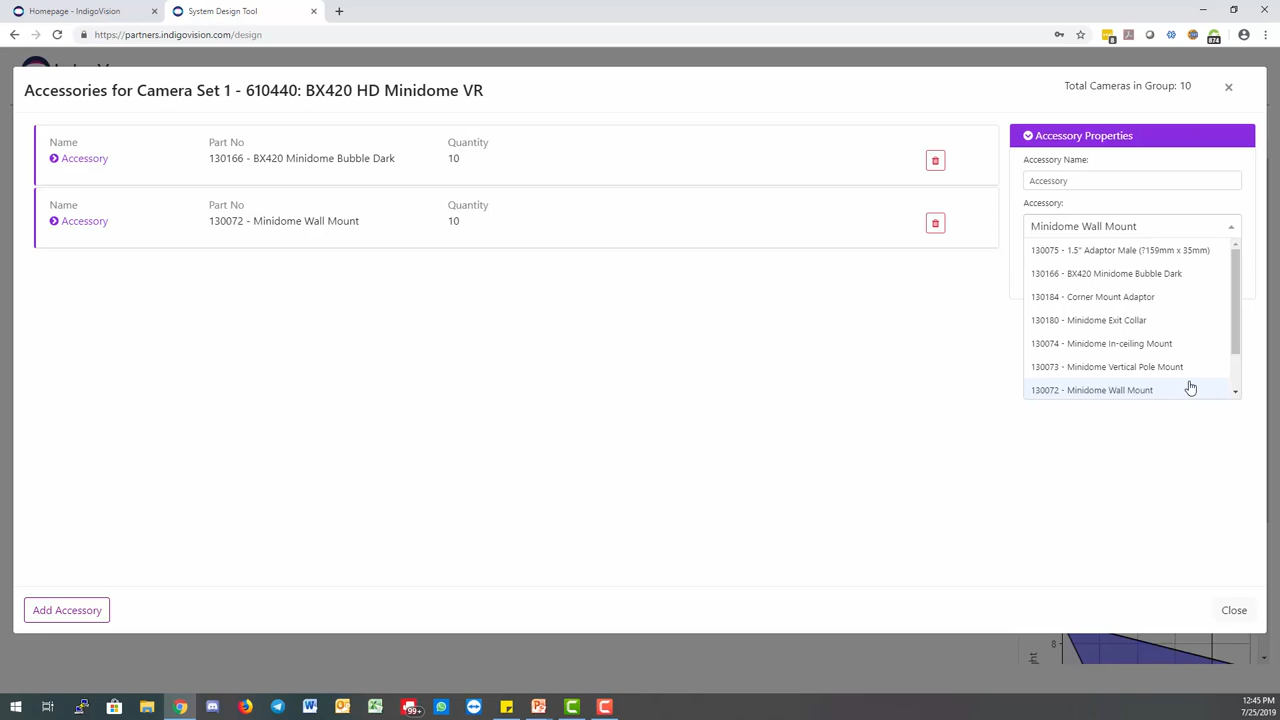 Homepage - IndigoVision
System Design Tool
https://partners.indigovision.com/design
8
874
Accessories for Camera Set 1 - 610440: BX420 HD Minidome VR
Total Cameras in Group: 10
Name Part No Quantity
Accessory 130166 - BX420 Minidome Bubble Dark 10
Name Part No Quantity
Accessory 130072 - Minidome Wall Mount 10
Accessory Properties
Accessory Name:
Accessory
Accessory:
Minidome Wall Mount
130075 - 1.5" Adaptor Male (?159mm x 35mm)
130166 - BX420 Minidome Bubble Dark
130184 - Corner Mount Adaptor
130180 - Minidome Exit Collar
130074 - Minidome In-ceiling Mount
130073 - Minidome Vertical Pole Mount
130072 - Minidome Wall Mount
Add Accessory
Close
8
99+
12:45 PM
7/25/2019